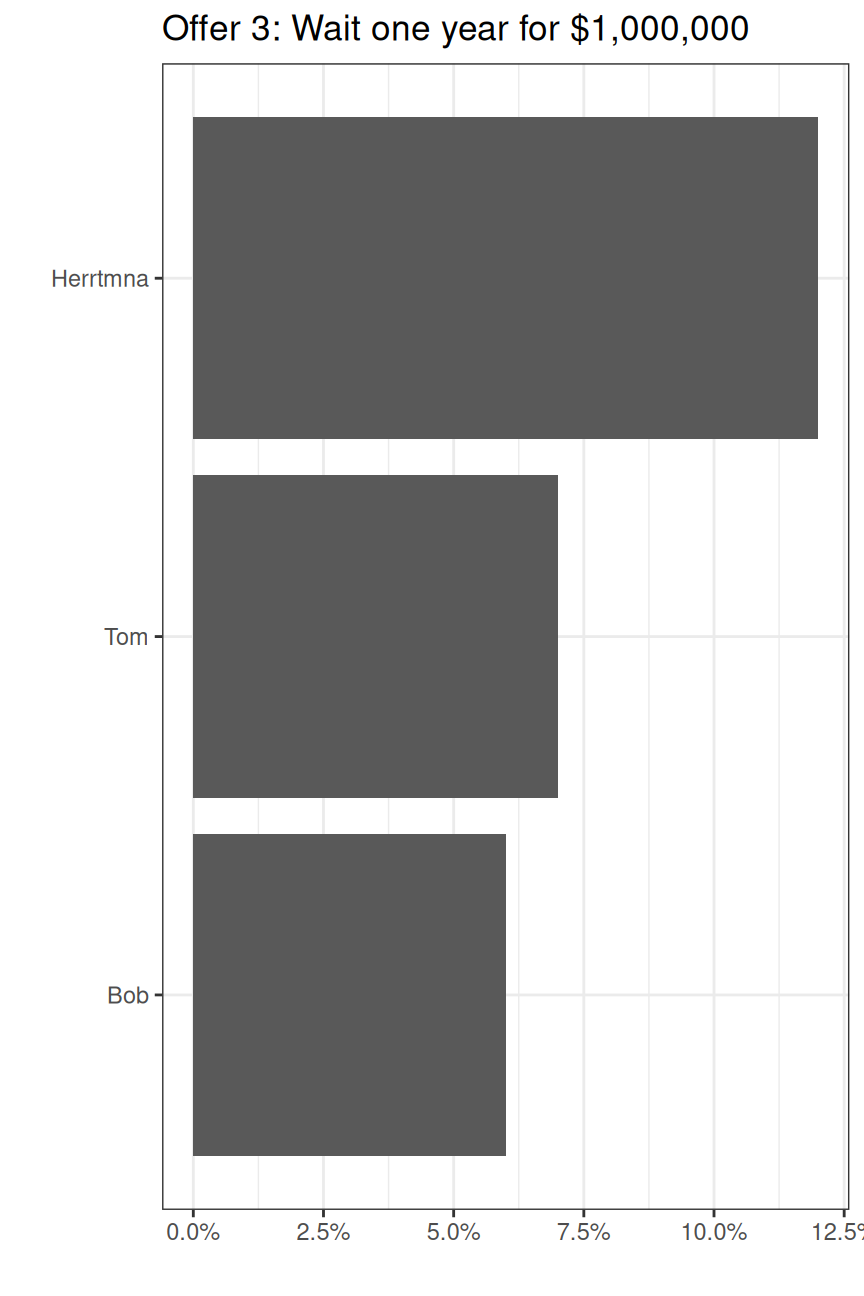 Offer 3: Wait one year for $1,000,000
Herrtmna
Tom
Bob
0.0% 2.5% 5.0% 7.5% 10.0% 12.5%